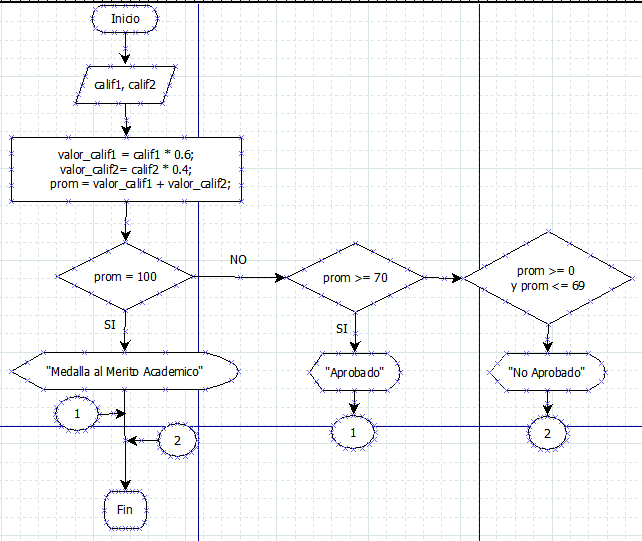 Inicio
calif1, calif2
valor_calif1 = calif1 * 0.6;
valor_calif2= calif2 * 0.4;
prom = valor_calif1 + valor_calif2;
prom = 100
NO
prom >= 70
prom >= 0
y prom <= 69
SI
SI
"Medalla al Merito Academico"
"Aprobado"
"No Aprobado"
1
2
1
2
Fin